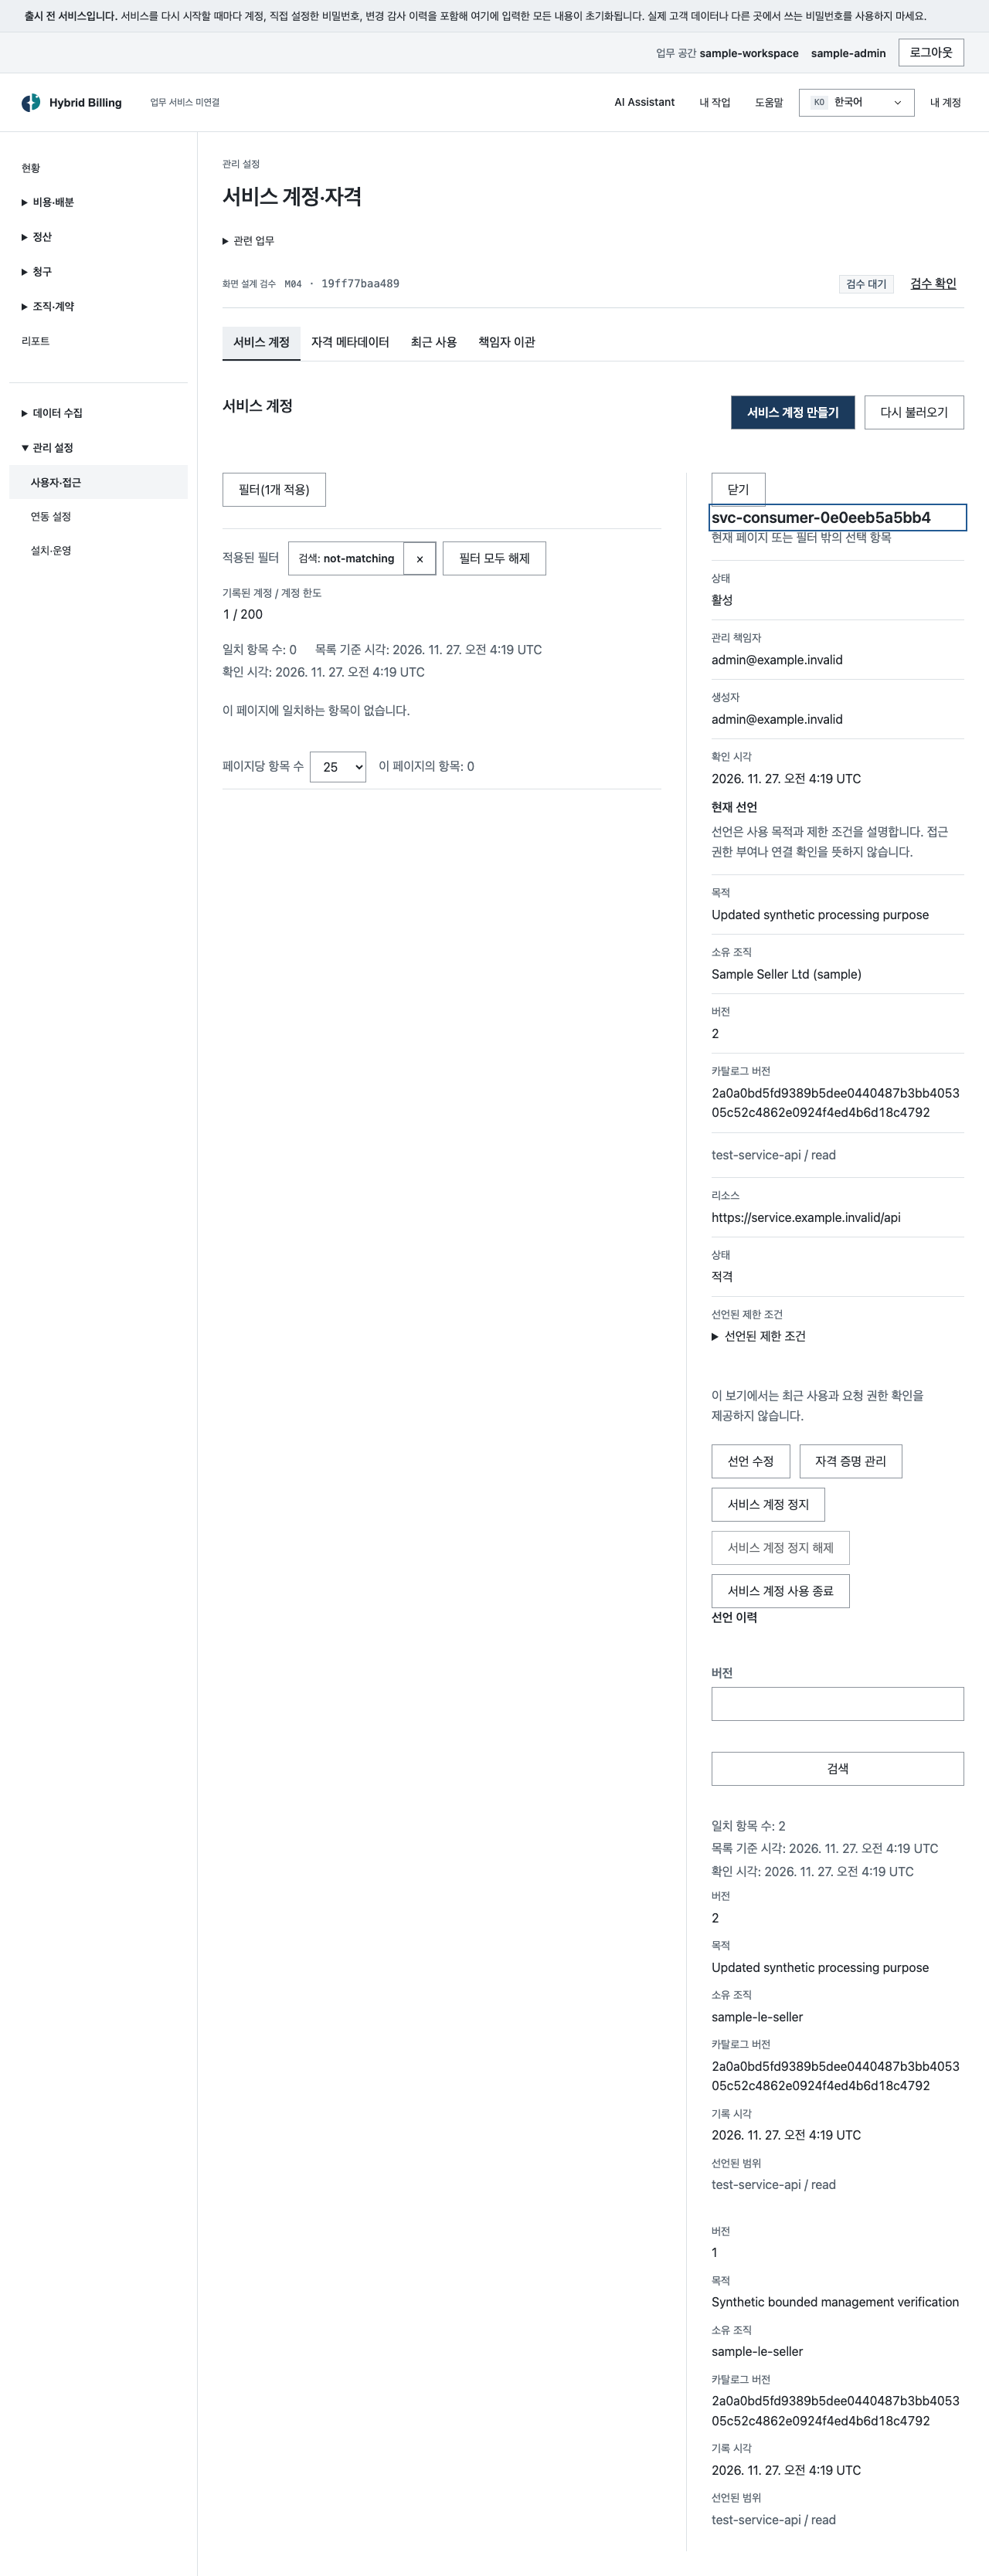 출시 전 서비스입니다. 서비스를 다시 시작할 때마다 계정, 직접 설정한 비밀번호, 변경 감사 이력을 포함해 여기에 입력한 모든 내용이 초기화됩니다. 실제 고객 데이터나 다른 곳에서 쓰는 비밀번호를 사용하지 마세요.
업무 공간 sample-workspace sample-admin 로그아웃
Hybrid Billing 업무 서비스 미연결 AI Assistant 내 작업 도움말 KO 한국어 내 계정
현황
▶ 비용·배분
▶ 정산
▶ 청구
▶ 조직·계약
리포트
▶ 데이터 수집
▼ 관리 설정
사용자·접근
연동 설정
설치·운영
관리 설정
서비스 계정·자격
▶ 관련 업무
화면 설계 검수 M04 · 19ff77baa489 검수 대기 검수 확인
서비스 계정 자격 메타데이터 최근 사용 책임자 이관
서비스 계정 서비스 계정 만들기 다시 불러오기
필터(1개 적용)
적용된 필터 검색: not-matching × 필터 모두 해제
기록된 계정 / 계정 한도
1 / 200
일치 항목 수: 0 목록 기준 시각: 2026. 11. 27. 오전 4:19 UTC
확인 시각: 2026. 11. 27. 오전 4:19 UTC
이 페이지에 일치하는 항목이 없습니다.
페이지당 항목 수 25 이 페이지의 항목: 0
닫기
svc-consumer-0e0eeb5a5bb4
현재 페이지 또는 필터 밖의 선택 항목
상태
활성
관리 책임자
admin@example.invalid
생성자
admin@example.invalid
확인 시각
2026. 11. 27. 오전 4:19 UTC
현재 선언
선언은 사용 목적과 제한 조건을 설명합니다. 접근
권한 부여나 연결 확인을 뜻하지 않습니다.
목적
Updated synthetic processing purpose
소유 조직
Sample Seller Ltd (sample)
버전
2
카탈로그 버전
2a0a0bd5fd9389b5dee0440487b3bb4053
05c52c4862e0924f4ed4b6d18c4792
test-service-api / read
리소스
https://service.example.invalid/api
상태
적격
선언된 제한 조건
▶ 선언된 제한 조건
이 보기에서는 최근 사용과 요청 권한 확인을
제공하지 않습니다.
선언 수정 자격 증명 관리
서비스 계정 정지
서비스 계정 정지 해제
서비스 계정 사용 종료
선언 이력
버전
검색
일치 항목 수: 2
목록 기준 시각: 2026. 11. 27. 오전 4:19 UTC
확인 시각: 2026. 11. 27. 오전 4:19 UTC
버전
2
목적
Updated synthetic processing purpose
소유 조직
sample-le-seller
카탈로그 버전
2a0a0bd5fd9389b5dee0440487b3bb4053
05c52c4862e0924f4ed4b6d18c4792
기록 시각
2026. 11. 27. 오전 4:19 UTC
선언된 범위
test-service-api / read
버전
1
목적
Synthetic bounded management verification
소유 조직
sample-le-seller
카탈로그 버전
2a0a0bd5fd9389b5dee0440487b3bb4053
05c52c4862e0924f4ed4b6d18c4792
기록 시각
2026. 11. 27. 오전 4:19 UTC
선언된 범위
test-service-api / read